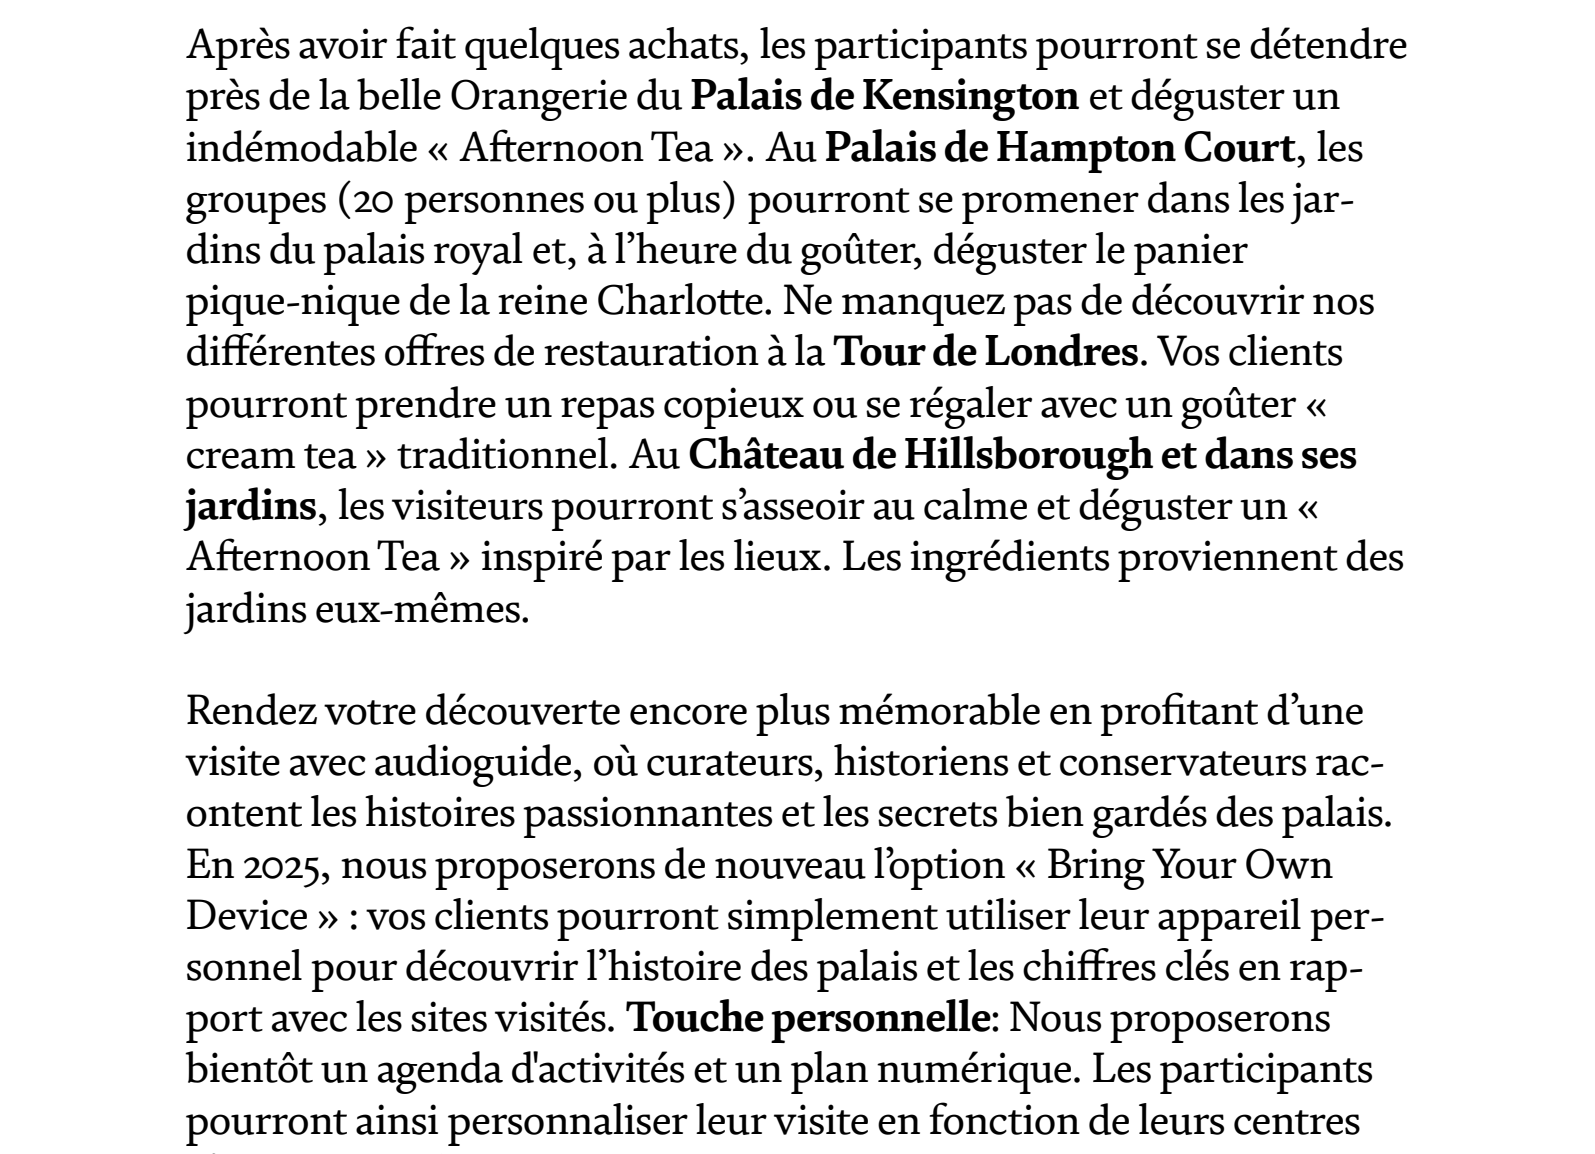 Après avoir fait quelques achats, les participants pourront se détendre
près de la belle Orangerie du Palais de Kensington et déguster un
indémodable « Afternoon Tea ». Au Palais de Hampton Court, les
groupes (20 personnes ou plus) pourront se promener dans les jar-
dins du palais royal et, à l’heure du goûter, déguster le panier
pique-nique de la reine Charlotte. Ne manquez pas de découvrir nos
différentes offres de restauration à la Tour de Londres. Vos clients
pourront prendre un repas copieux ou se régaler avec un goûter «
cream tea » traditionnel. Au Château de Hillsborough et dans ses
jardins, les visiteurs pourront s’asseoir au calme et déguster un «
Afternoon Tea » inspiré par les lieux. Les ingrédients proviennent des
jardins eux-mêmes.
Rendez votre découverte encore plus mémorable en profitant d’une
visite avec audioguide, où curateurs, historiens et conservateurs rac-
ontent les histoires passionnantes et les secrets bien gardés des palais.
En 2025, nous proposerons de nouveau l’option « Bring Your Own
Device » : vos clients pourront simplement utiliser leur appareil per-
sonnel pour découvrir l’histoire des palais et les chiffres clés en rap-
port avec les sites visités. Touche personnelle: Nous proposerons
bientôt un agenda d'activités et un plan numérique. Les participants
pourront ainsi personnaliser leur visite en fonction de leurs centres